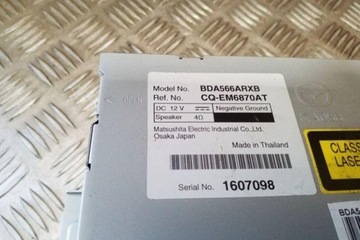 Model No. BDA566ARXB
Ref. No. CQ-EM6870AT
DC 12 V Negative Ground
Speaker 4Ω
Matsushita Electric Industrial Co.,Ltd.
Osaka Japan
Made in Thailand
Serial No. 1607098
CLASS
LASE
BDA5